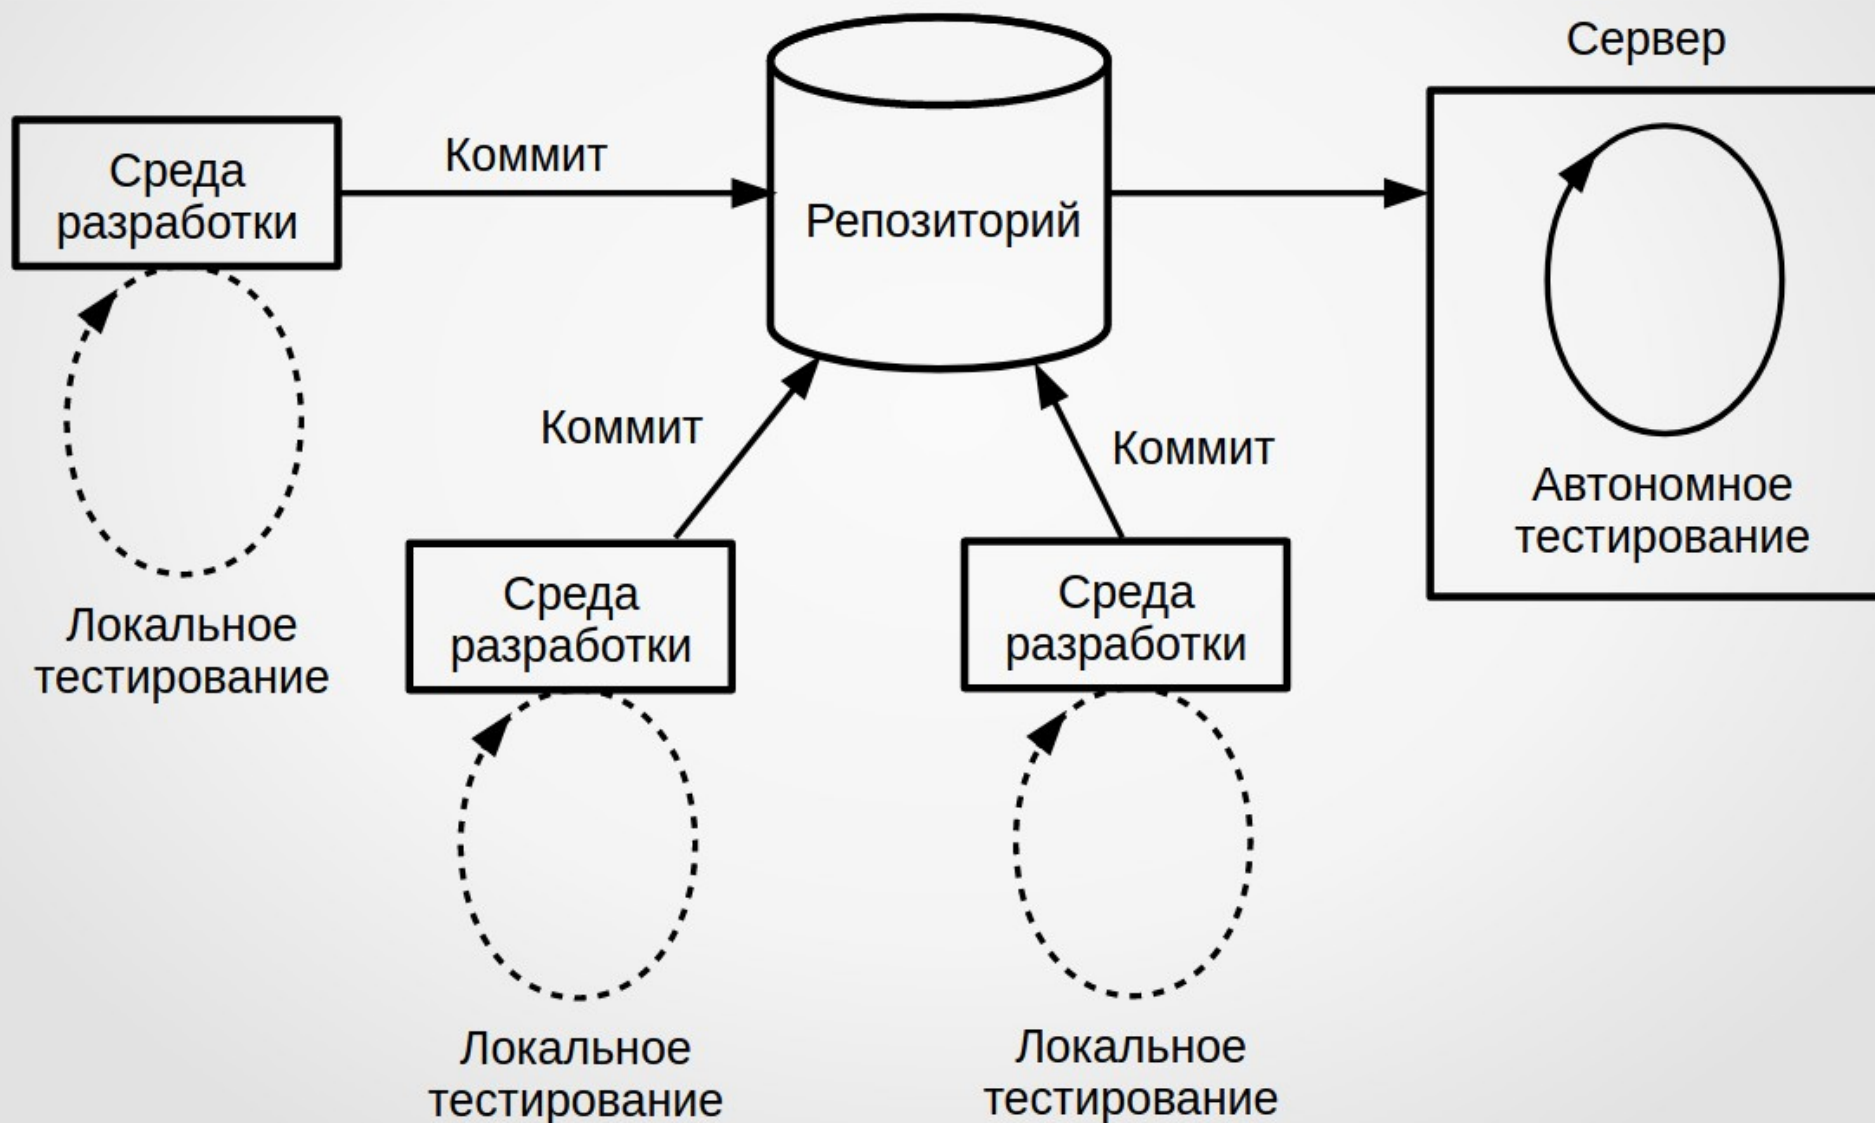 Сервер
Коммит
Среда
разработки
Репозиторий
Коммит
Коммит
Автономное
тестирование
Локальное
тестирование
Среда
разработки
Среда
разработки
Локальное
тестирование
Локальное
тестирование